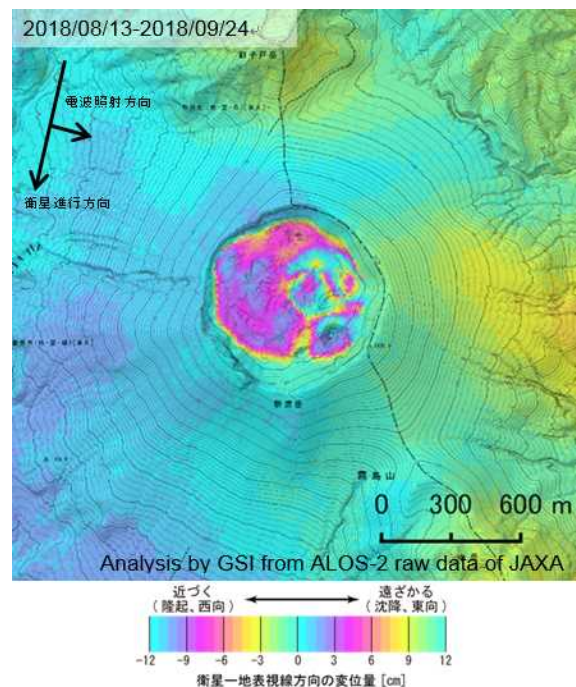 2018/08/13-2018/09/24
電波照射方向
衛星進行方向
新燃岳
霧島山
0 300 600 m
Analysis by GSI from ALOS-2 raw data of JAXA
近づく
(隆起、西向)
遠ざかる
(沈降、東向)
-12 -9 -6 -3 0 3 6 9 12
衛星－地表視線方向の変位量 [cm]